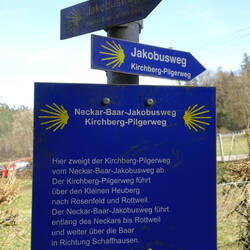 Jakobusweg
Jakobusweg
Kirchberg-Pilgerweg
Neckar-Baar-Jakobusweg
Kirchberg-Pilgerweg
Hier zweigt der Kirchberg-Pilgerweg
vom Neckar-Baar-Jakobusweg ab.
Der Kirchberg-Pilgerweg führt
über den Kleinen Heuberg
nach Rosenfeld und Rottweil.
Der Neckar-Baar-Jakobusweg führt
entlang des Neckars bis Rottweil
und weiter über die Baar
in Richtung Schaffhausen.